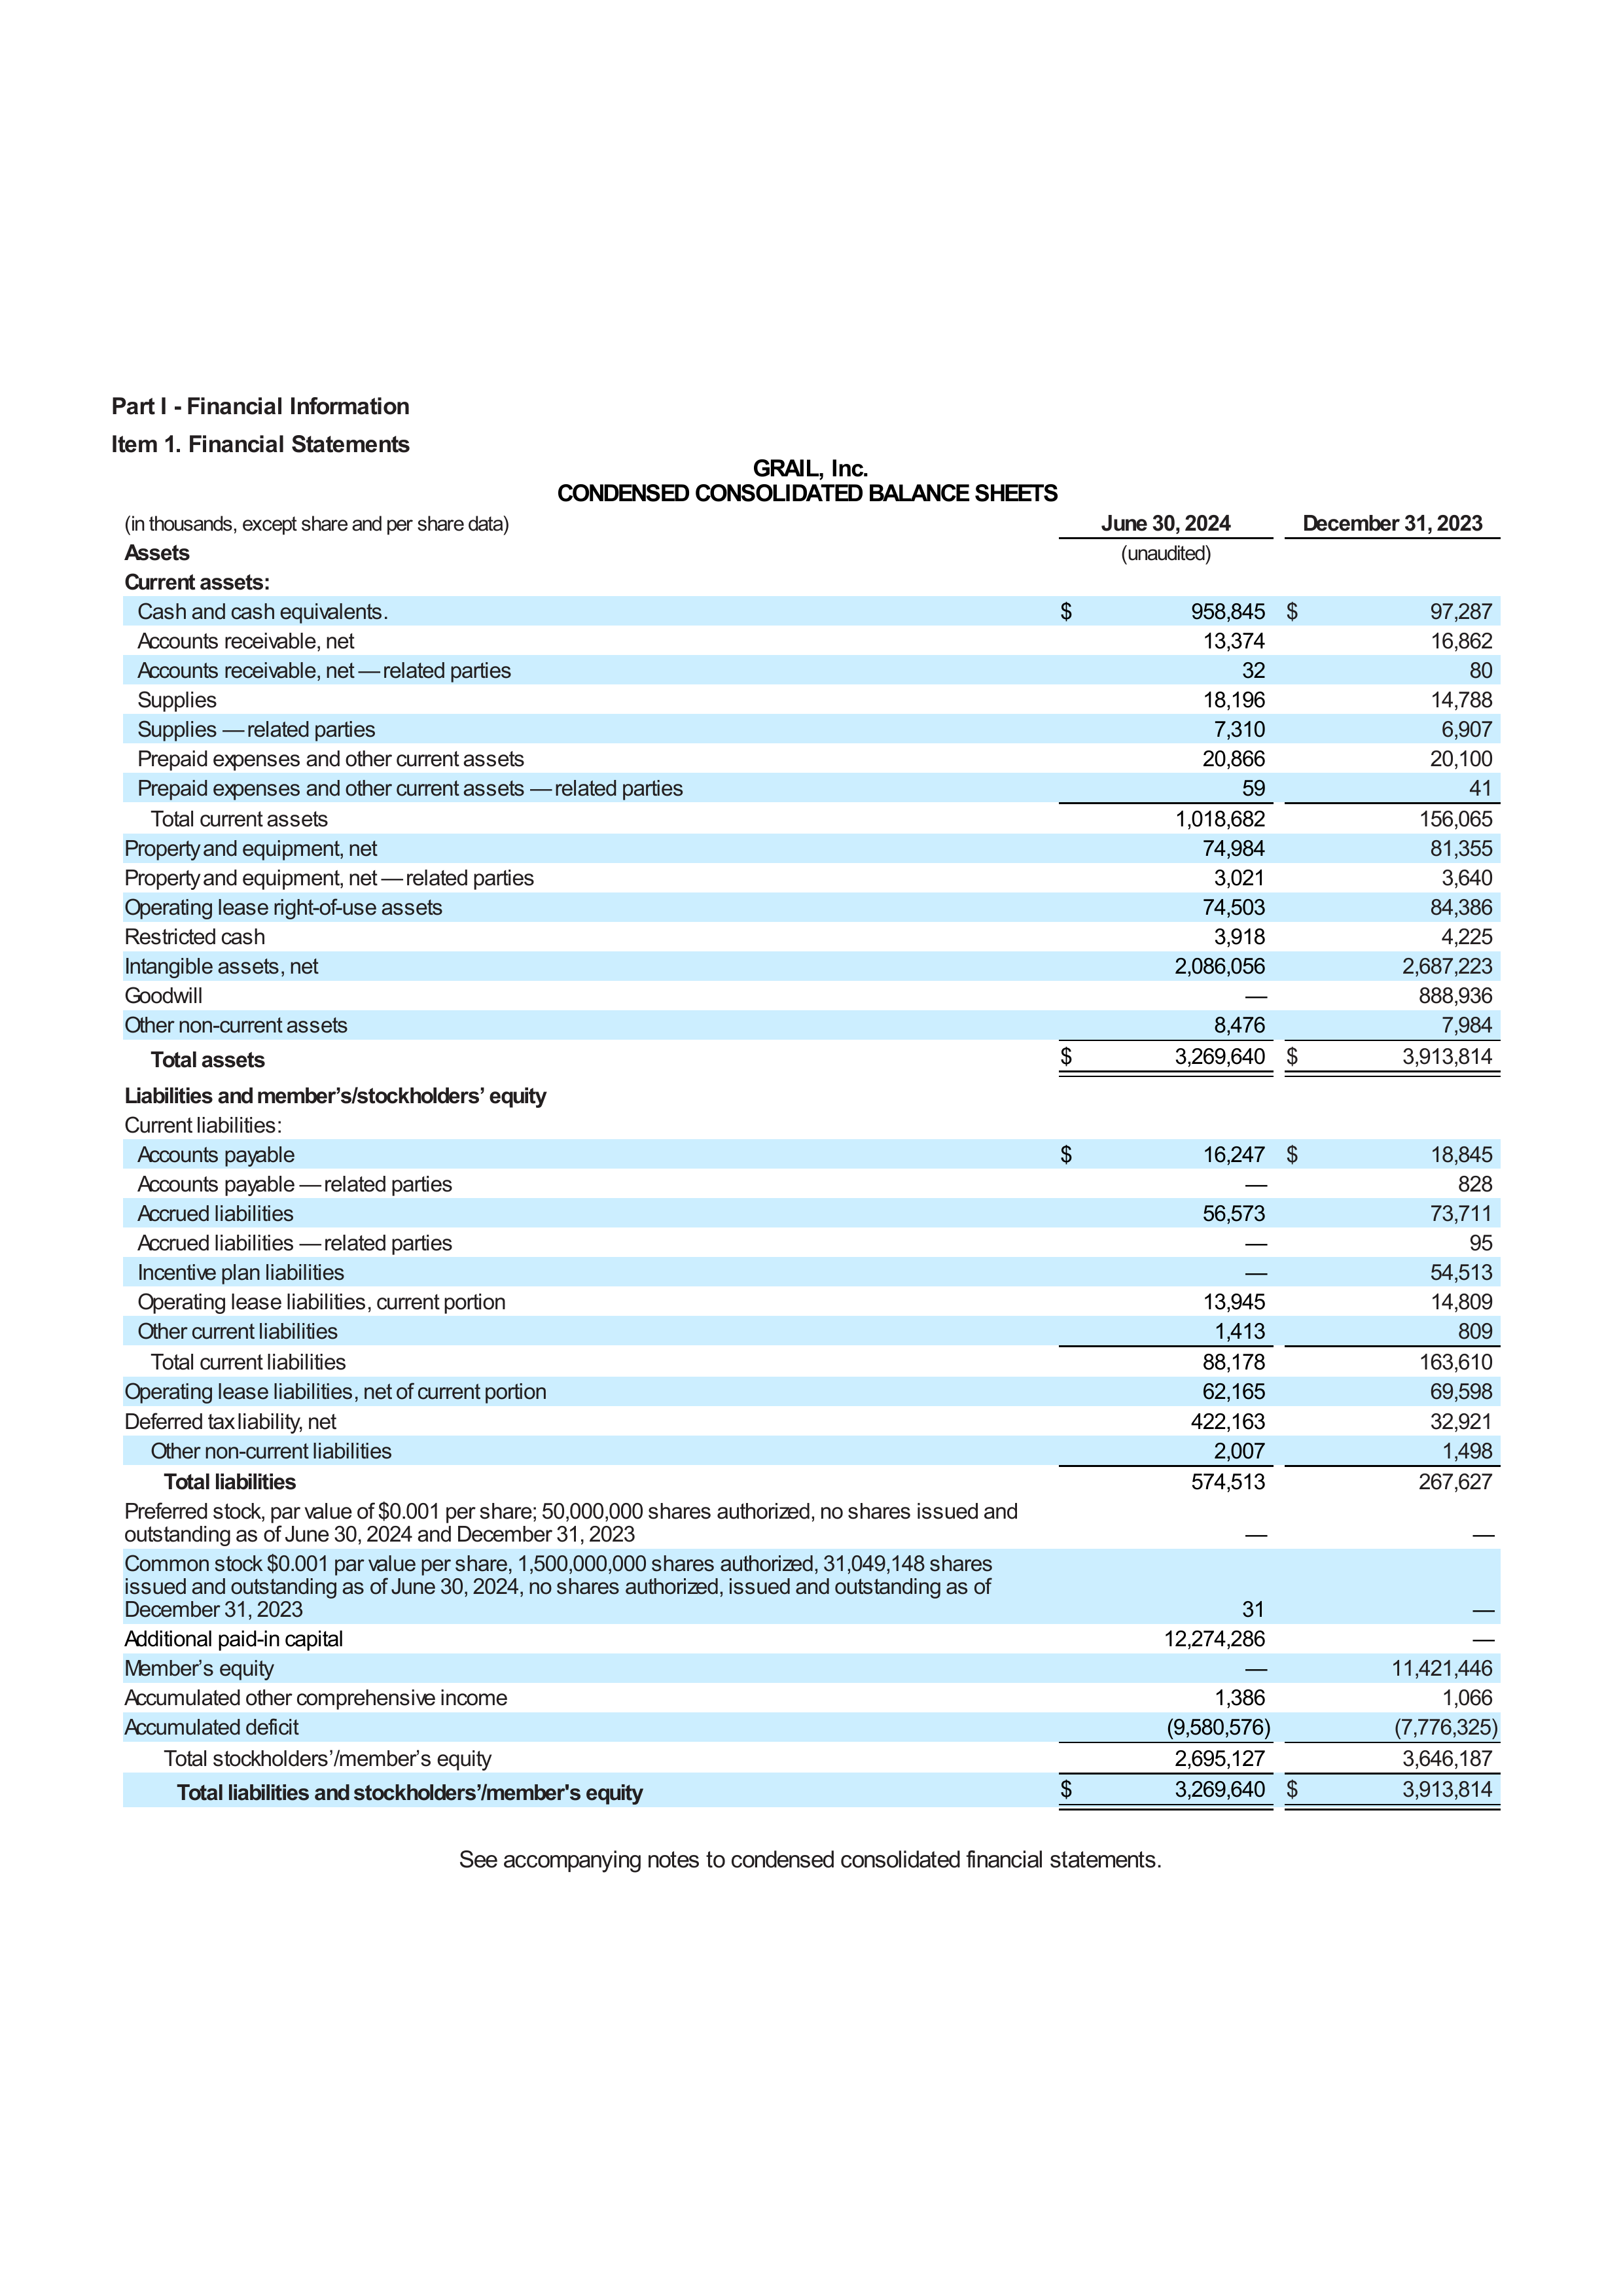 Part I - Financial Information
Item 1. Financial Statements
GRAIL, Inc.
CONDENSED CONSOLIDATED BALANCE SHEETS
(in thousands, except share and per share data) June 30, 2024 December 31, 2023
Assets (unaudited)
Current assets:
Cash and cash equivalents. $ 958,845 $ 97,287
Accounts receivable, net 13,374 16,862
Accounts receivable, net — related parties 32 80
Supplies 18,196 14,788
Supplies — related parties 7,310 6,907
Prepaid expenses and other current assets 20,866 20,100
Prepaid expenses and other current assets — related parties 59 41
Total current assets 1,018,682 156,065
Property and equipment, net 74,984 81,355
Property and equipment, net — related parties 3,021 3,640
Operating lease right-of-use assets 74,503 84,386
Restricted cash 3,918 4,225
Intangible assets, net 2,086,056 2,687,223
Goodwill — 888,936
Other non-current assets 8,476 7,984
Total assets $ 3,269,640 $ 3,913,814
Liabilities and member’s/stockholders’ equity
Current liabilities:
Accounts payable $ 16,247 $ 18,845
Accounts payable — related parties — 828
Accrued liabilities 56,573 73,711
Accrued liabilities — related parties — 95
Incentive plan liabilities — 54,513
Operating lease liabilities, current portion 13,945 14,809
Other current liabilities 1,413 809
Total current liabilities 88,178 163,610
Operating lease liabilities, net of current portion 62,165 69,598
Deferred tax liability, net 422,163 32,921
Other non-current liabilities 2,007 1,498
Total liabilities 574,513 267,627
Preferred stock, par value of $0.001 per share; 50,000,000 shares authorized, no shares issued and
outstanding as of June 30, 2024 and December 31, 2023 — —
Common stock $0.001 par value per share, 1,500,000,000 shares authorized, 31,049,148 shares
issued and outstanding as of June 30, 2024, no shares authorized, issued and outstanding as of
December 31, 2023 31 —
Additional paid-in capital 12,274,286 —
Member’s equity — 11,421,446
Accumulated other comprehensive income 1,386 1,066
Accumulated deficit (9,580,576) (7,776,325)
Total stockholders’/member’s equity 2,695,127 3,646,187
Total liabilities and stockholders’/member's equity $ 3,269,640 $ 3,913,814
See accompanying notes to condensed consolidated financial statements.